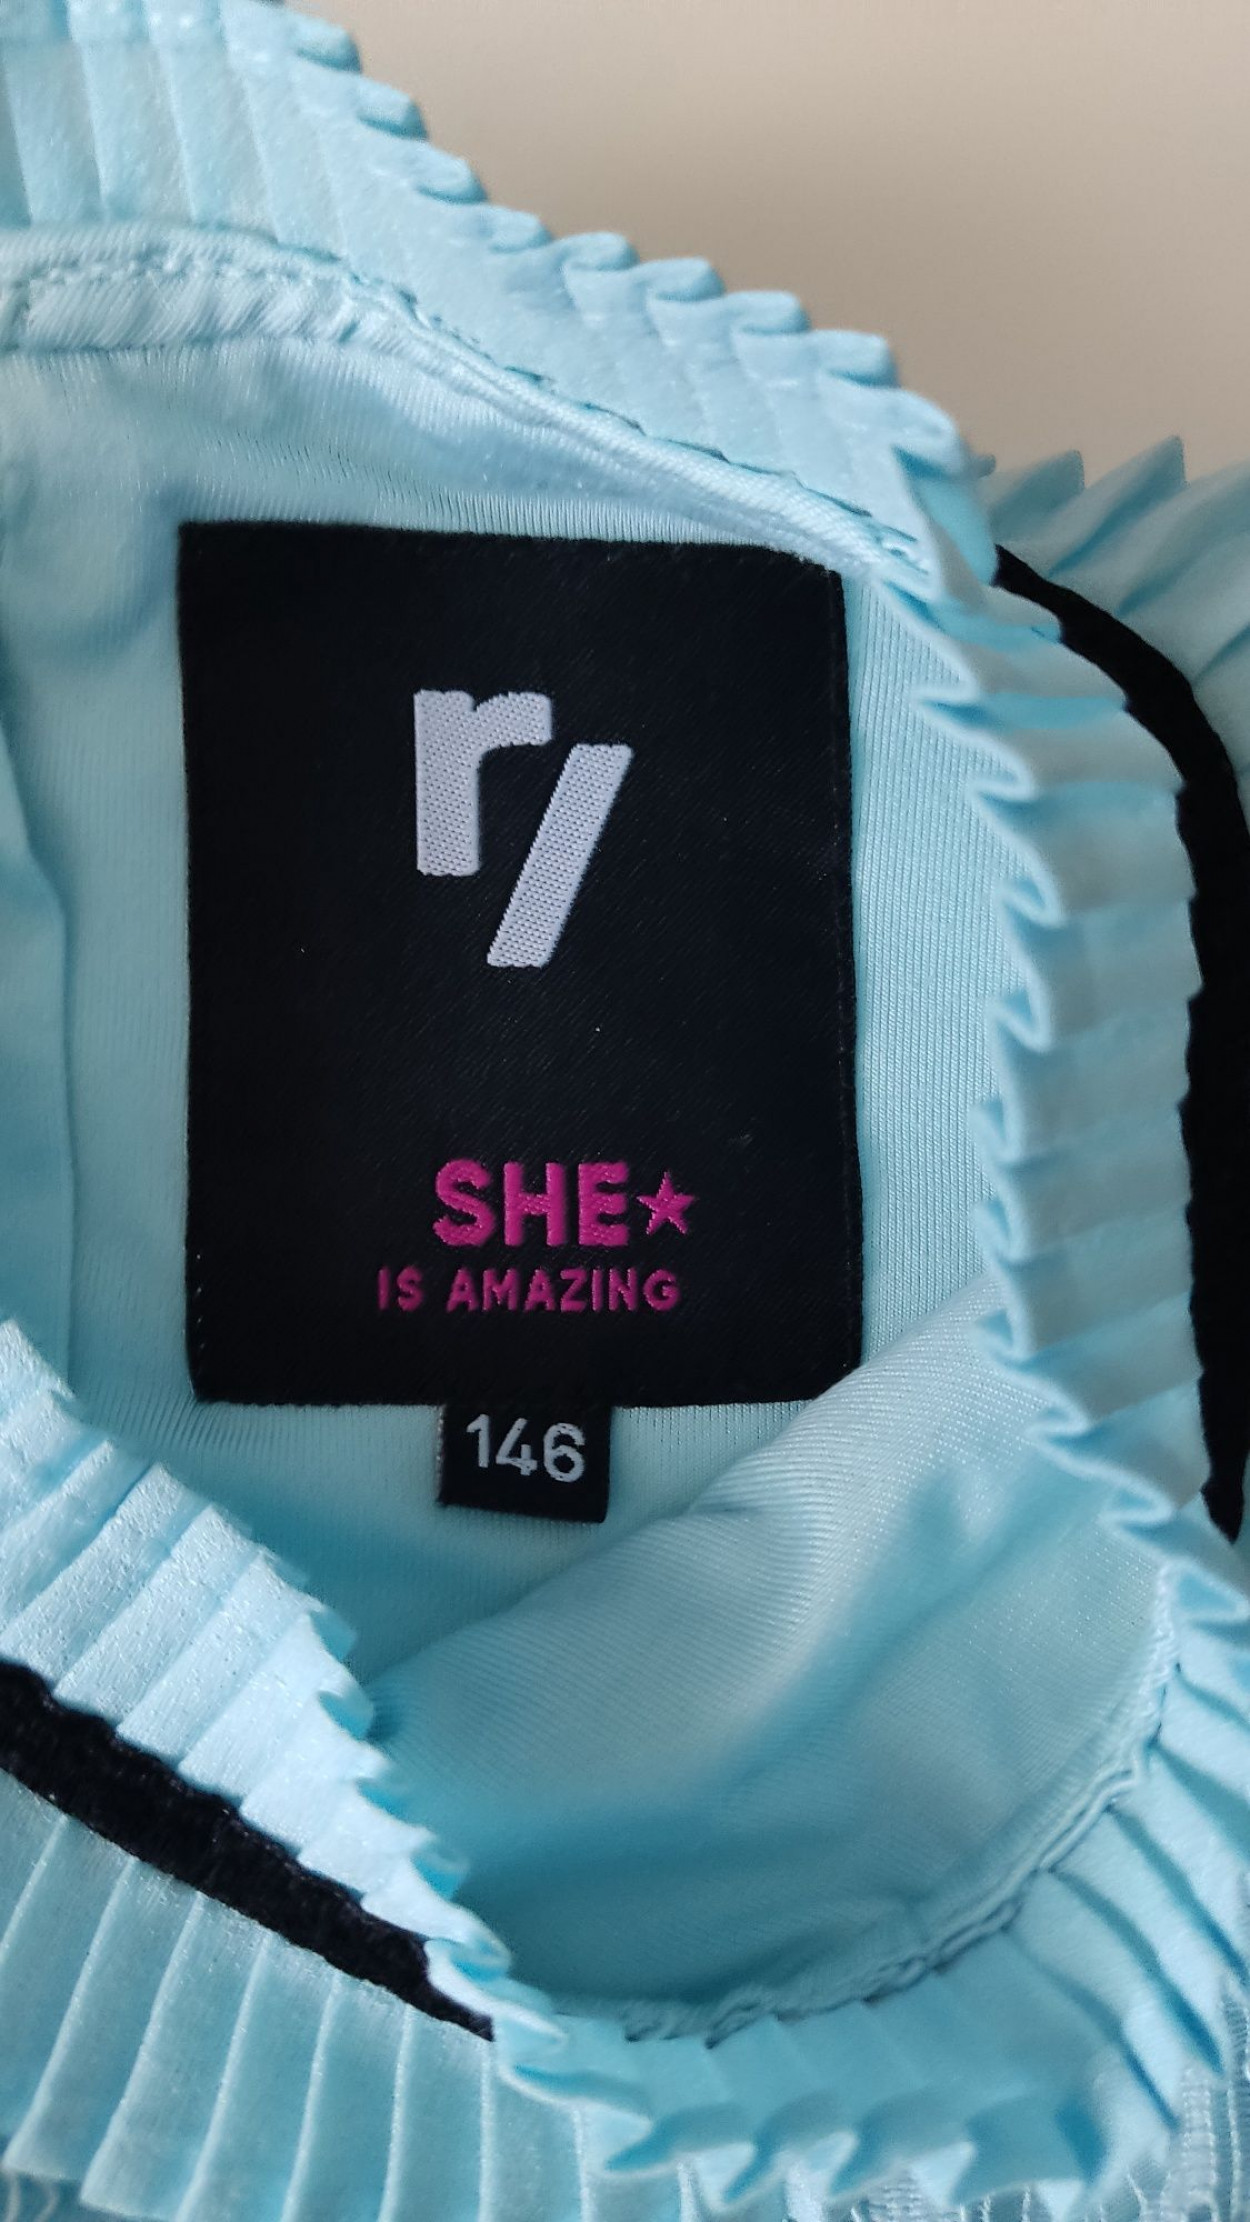 r/
SHE★
IS AMAZING
146